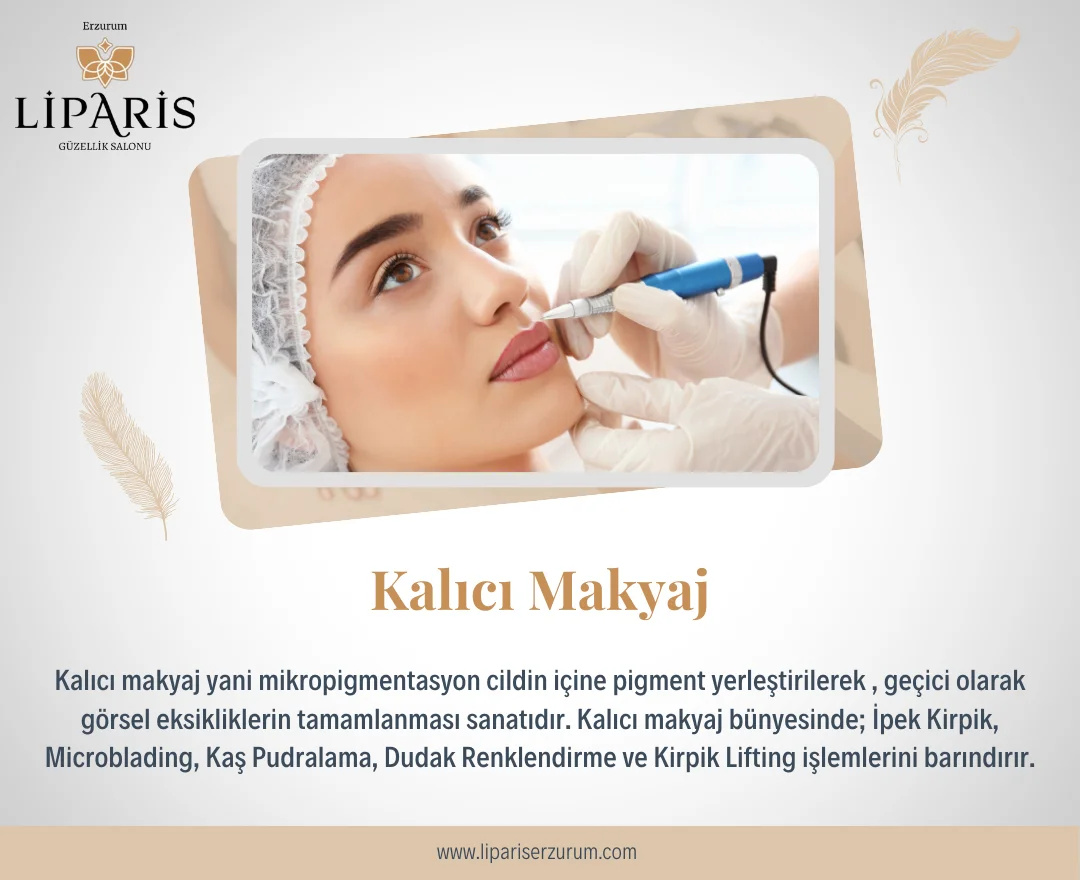 Erzurum
LİPARİS
GÜZELLİK SALONU
Kalıcı Makyaj
Kalıcı makyaj yani mikropigmentasyon cildin içine pigment yerleştirilerek , geçici olarak
görsel eksikliklerin tamamlanması sanatıdır. Kalıcı makyaj bünyesinde; İpek Kirpik,
Microblading, Kaş Pudralama, Dudak Renklendirme ve Kirpik Lifting işlemlerini barındırır.
www.lipariserzurum.com